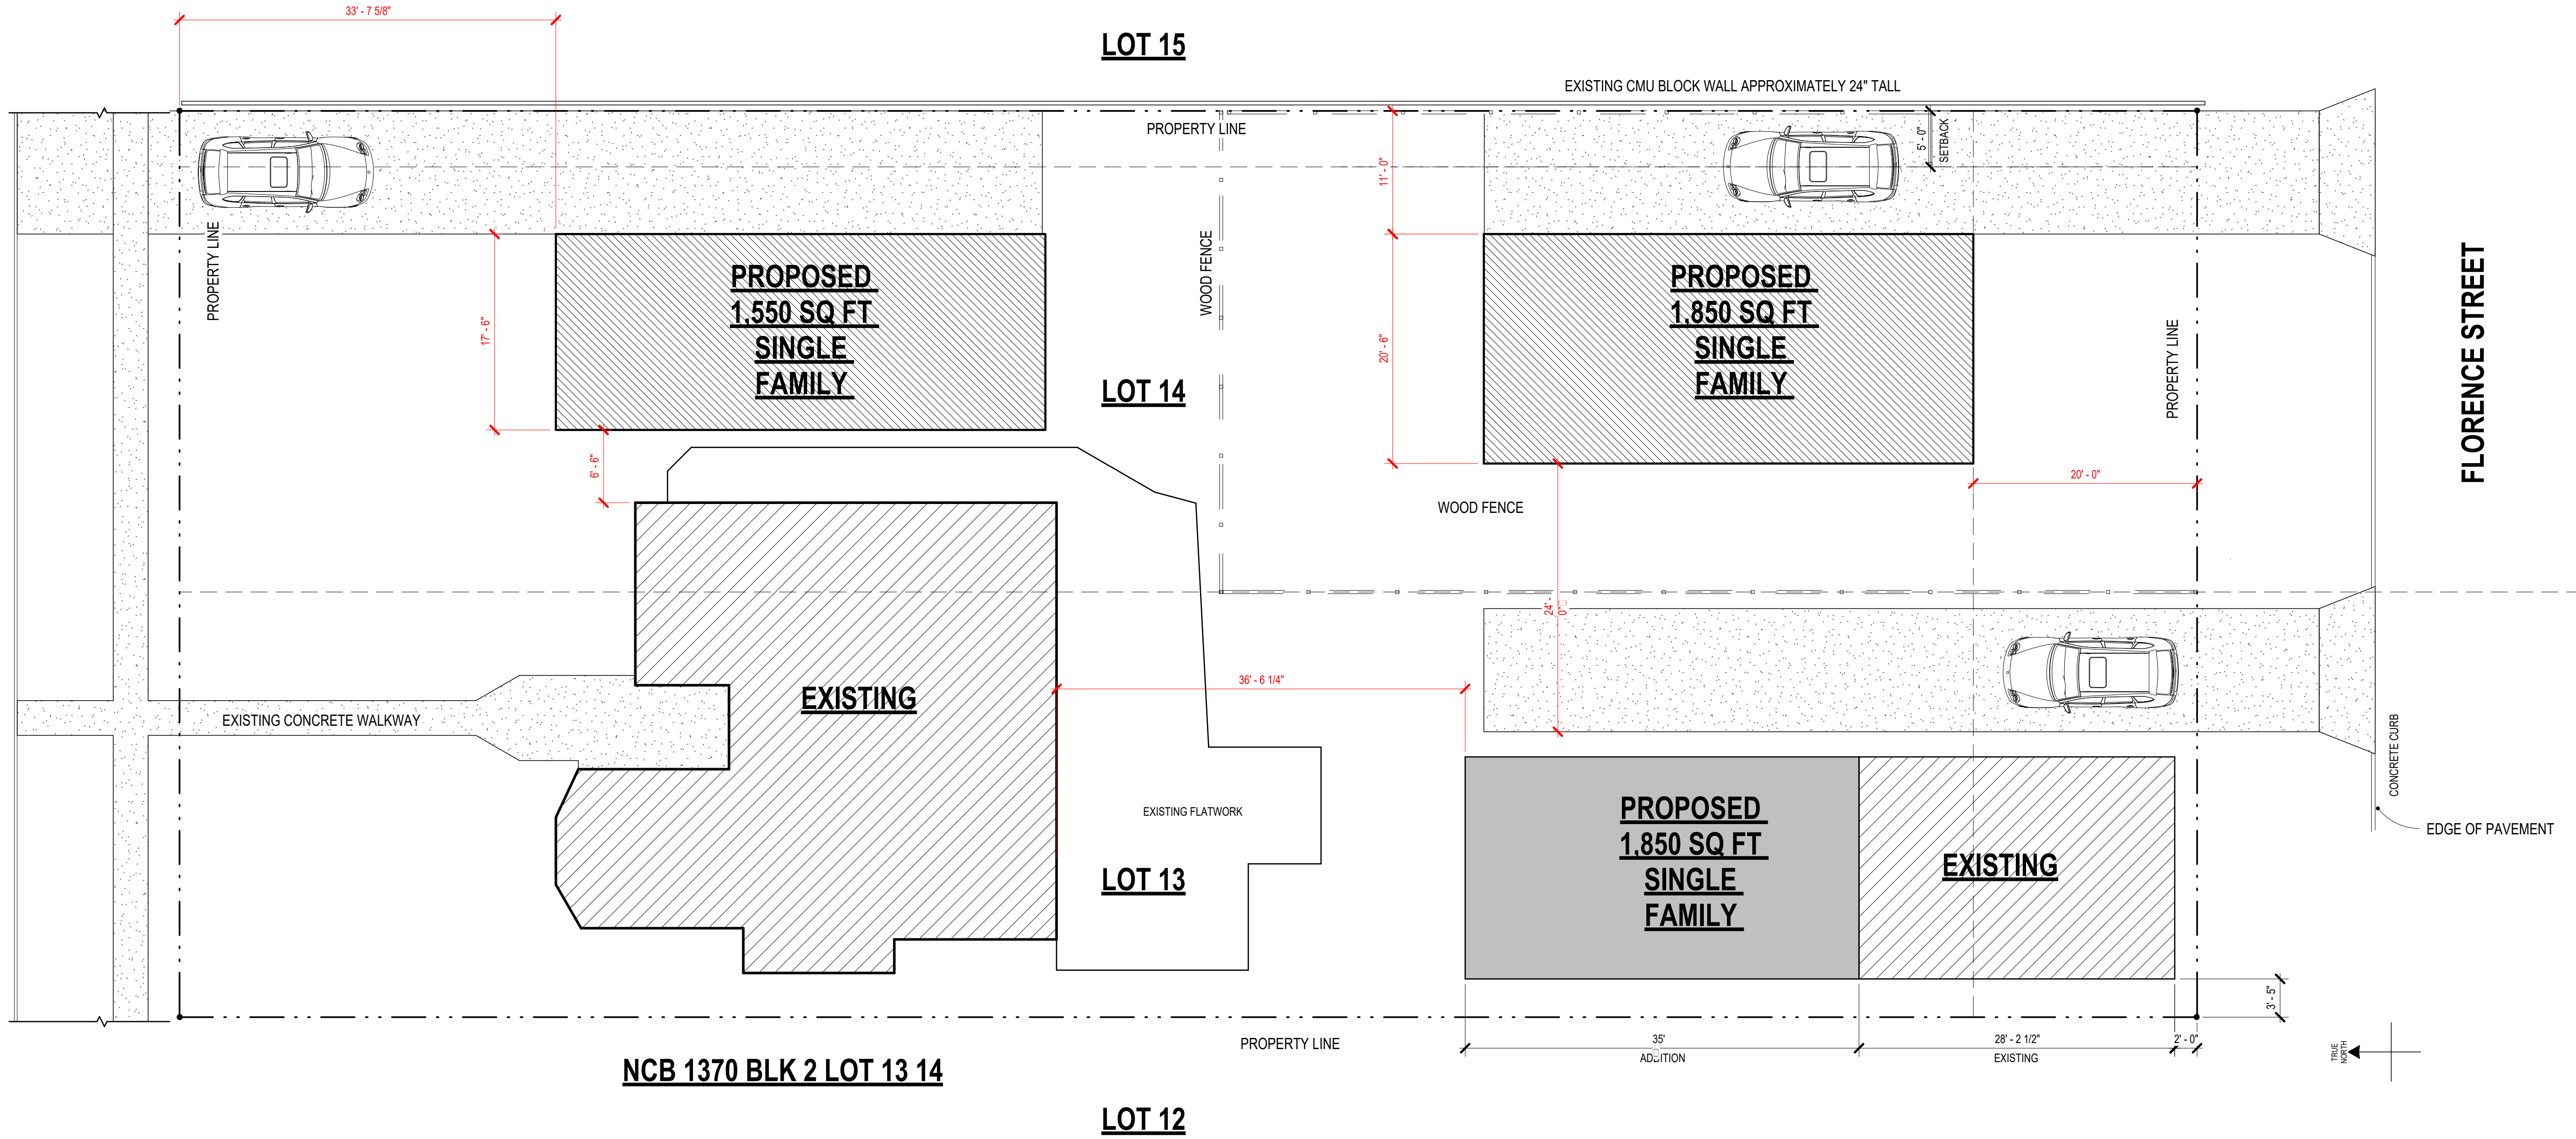 33' - 7 5/8"
LOT 15
EXISTING CMU BLOCK WALL APPROXIMATELY 24" TALL
PROPERTY LINE
5' - 0"
SETBACK
11' - 0"
PROPERTY LINE
WOOD FENCE
FLORENCE STREET
PROPOSED
1,550 SQ FT
SINGLE
FAMILY
17' - 6"
PROPOSED
1,850 SQ FT
SINGLE
FAMILY
20' - 6"
PROPERTY LINE
LOT 14
6' - 6"
20' - 0"
WOOD FENCE
24' -
0"
36' - 6 1/4"
EXISTING
EXISTING CONCRETE WALKWAY
CONCRETE CURB
EXISTING FLATWORK
PROPOSED
1,850 SQ FT
SINGLE
FAMILY
EDGE OF PAVEMENT
EXISTING
LOT 13
3' - 5"
PROPERTY LINE
35'
ADDITION
28' - 2 1/2"
EXISTING
2' - 0"
TRUE
NORTH
NCB 1370 BLK 2 LOT 13 14
LOT 12